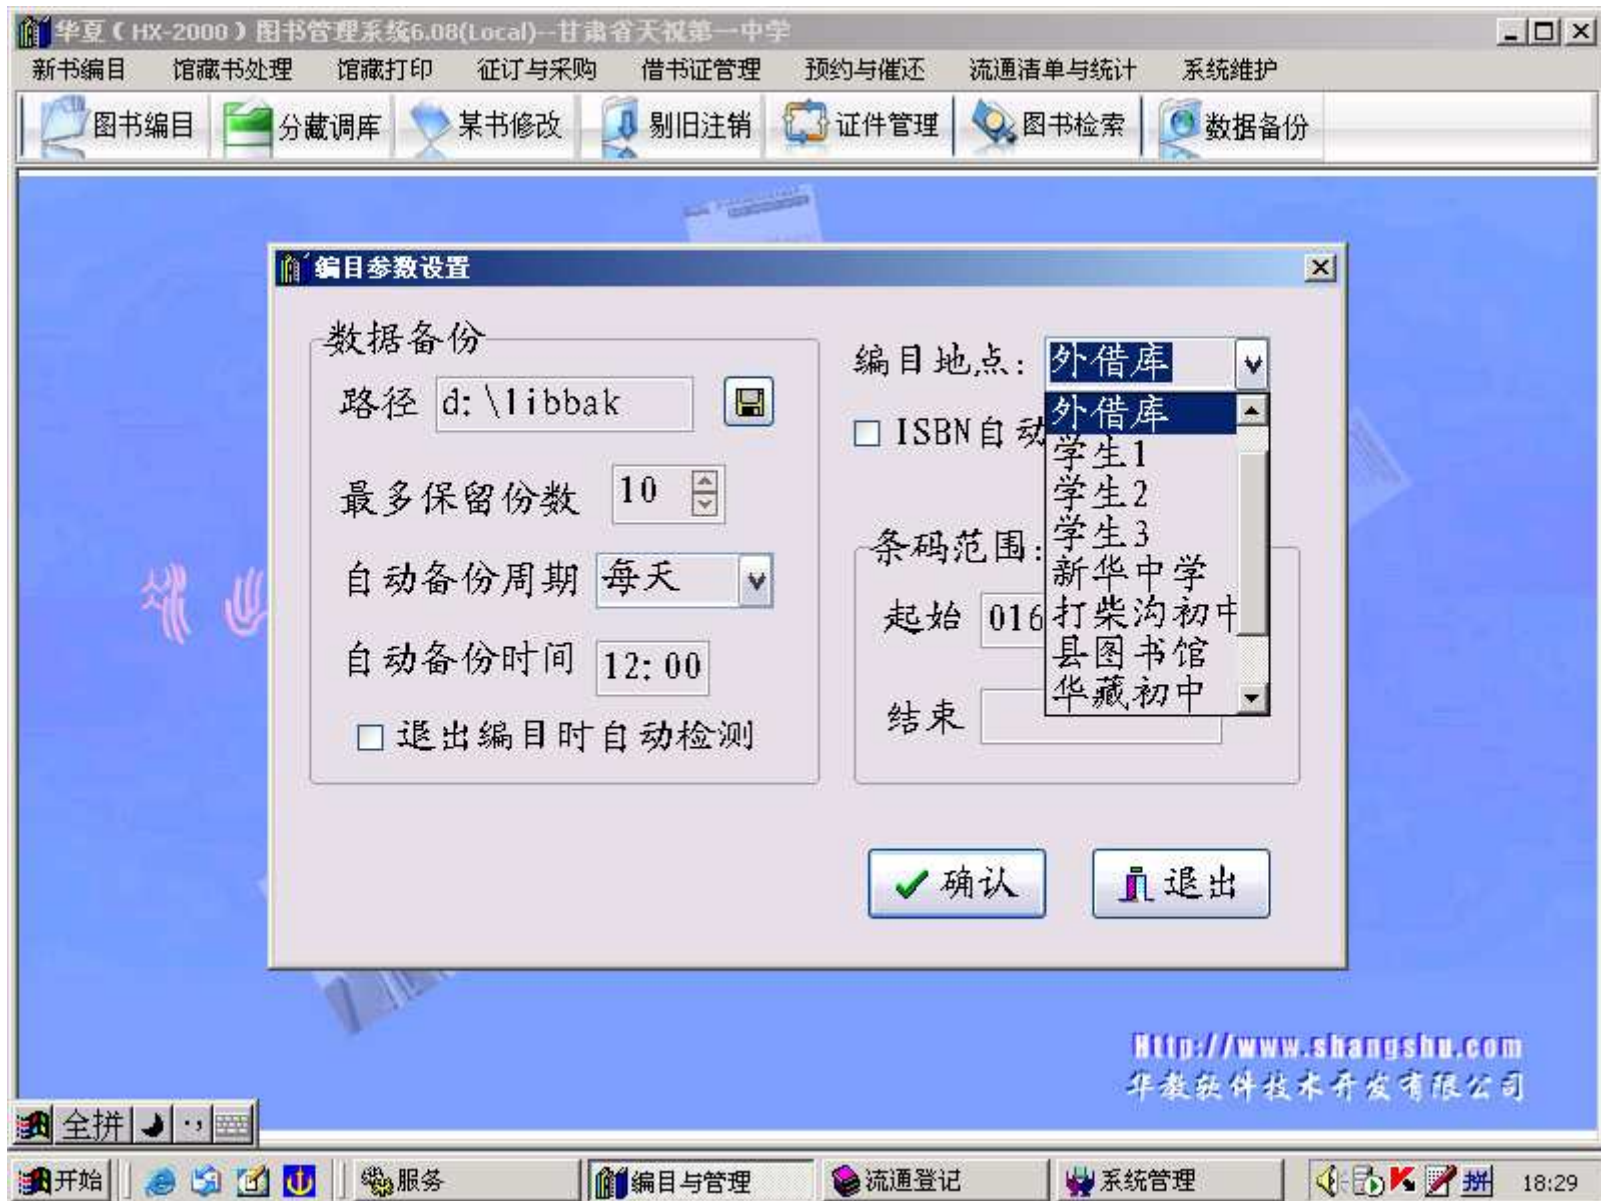 华夏(HX-2000)图书管理系统6.08(Local)--甘肃省天祝第一中学
新书编目 馆藏书处理 馆藏打印 征订与采购 借书证管理 预约与催还 流通清单与统计 系统维护
图书编目 分藏调库 某书修改 剔旧注销 证件管理 图书检索 数据备份
编目参数设置
数据备份
路径 d:\libbak
最多保留份数 10
自动备份周期 每天
自动备份时间 12:00
退出编目时自动检测
编目地点: 外借库
外借库
学生1
学生2
学生3
新华中学
打柴沟初中
县图书馆
华藏初中
ISBN自动
条码范围:
起始 016
结束
确认 退出
Http://www.shangshu.com
华教软件技术开发有限公司
全拼
开始 服务 编目与管理 流通登记 系统管理 拼 18:29